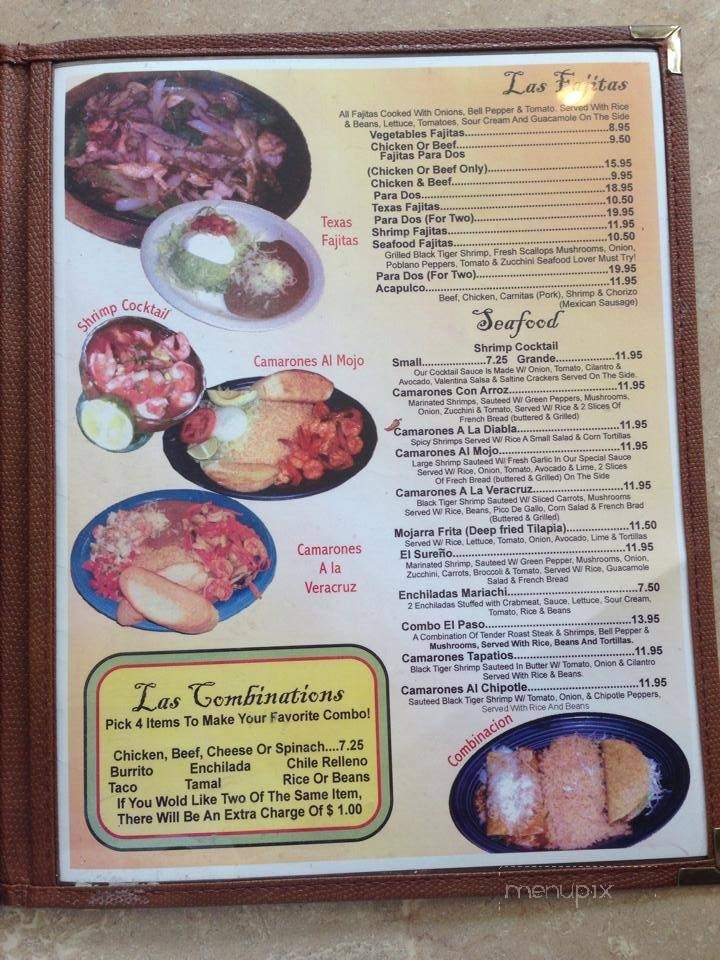 Las Fajitas
All Fajitas Cooked With Onions, Bell Pepper & Tomato. Served With Rice
& Beans, Lettuce, Tomatoes, Sour Cream And Guacamole On The Side
Vegetables Fajitas...8.95
Chicken Or Beef...9.50
Fajitas Para Dos
(Chicken Or Beef Only)...15.95
Chicken & Beef...9.95
Para Dos...18.95
Texas Fajitas...10.50
Para Dos (For Two)...19.95
Shrimp Fajitas...11.95
Seafood Fajitas...10.50
Grilled Black Tiger Shrimp, Fresh Scallops Mushrooms, Onion,
Poblano Peppers, Tomato & Zucchini Seafood Lover Must Try!
Para Dos (For Two)...19.95
Acapulco...11.95
Beef, Chicken, Carnitas (Pork), Shrimp & Chorizo
(Mexican Sausage)
Texas
Fajitas
Seafood
Shrimp Cocktail
Small...7.25 Grande...11.95
Our Cocktail Sauce Is Made W/ Onion, Tomato, Cilantro &
Avocado, Valentina Salsa & Saltine Crackers Served On The Side.
Camarones Con Arroz...11.95
Marinated Shrimps, Sauteed W/ Green Peppers, Mushrooms,
Onion, Zucchini & Tomato, Served W/ Rice & 2 Slices Of
French Bread (buttered & Grilled)
Camarones A La Diabla...11.95
Spicy Shrimps Served W/ Rice A Small Salad & Corn Tortillas
Camarones Al Mojo...11.95
Large Shrimp Sauteed W/ Fresh Garlic In Our Special Sauce
Served W/ Rice, Onion, Tomato, Avocado & Lime, 2 Slices
Of Frech Bread (buttered & Grilled) On The Side
Camarones A La Veracruz...11.95
Black Tiger Shrimp Sauteed W/ Sliced Carrots, Mushrooms
Served W/ Rice, Beans, Pico De Gallo, Corn Salad & French Brad
(Buttered & Grilled)
Mojarra Frita (Deep fried Tilapia)...11.50
Served W/ Rice, Lettuce, Tomato, Onion, Avocado, Lime & Tortillas
El Sureño...11.95
Marinated Shrimp, Sauteed W/ Green Pepper, Mushrooms, Onion,
Zucchini, Carrots, Broccoli & Tomato. Served W/ Rice, Guacamole
Salad & French Bread
Enchiladas Mariachi...7.50
2 Enchiladas Stuffed with Crabmeat, Sauce, Lettuce, Sour Cream,
Tomato, Rice & Beans
Combo El Paso...13.95
A Combination Of Tender Roast Steak & Shrimps, Bell Pepper &
Mushrooms, Served With Rice, Beans And Tortillas.
Camarones Tapatios...11.95
Black Tiger Shrimp Sauteed In Butter W/ Tomato, Onion & Cilantro
Served With Rice & Beans.
Camarones Al Chipotle...11.95
Sauteed Black Tiger Shrimp W/ Tomato, Onion, & Chipotle Peppers,
Served With Rice And Beans
Shrimp Cocktail
Camarones Al Mojo
Camarones
A la
Veracruz
Las Combinations
Pick 4 Items To Make Your Favorite Combo!
Chicken, Beef, Cheese Or Spinach....7.25
Burrito Enchilada Chile Relleno
Taco Tamal Rice Or Beans
If You Wold Like Two Of The Same Item,
There Will Be An Extra Charge Of $ 1.00
Combinacion
menupix